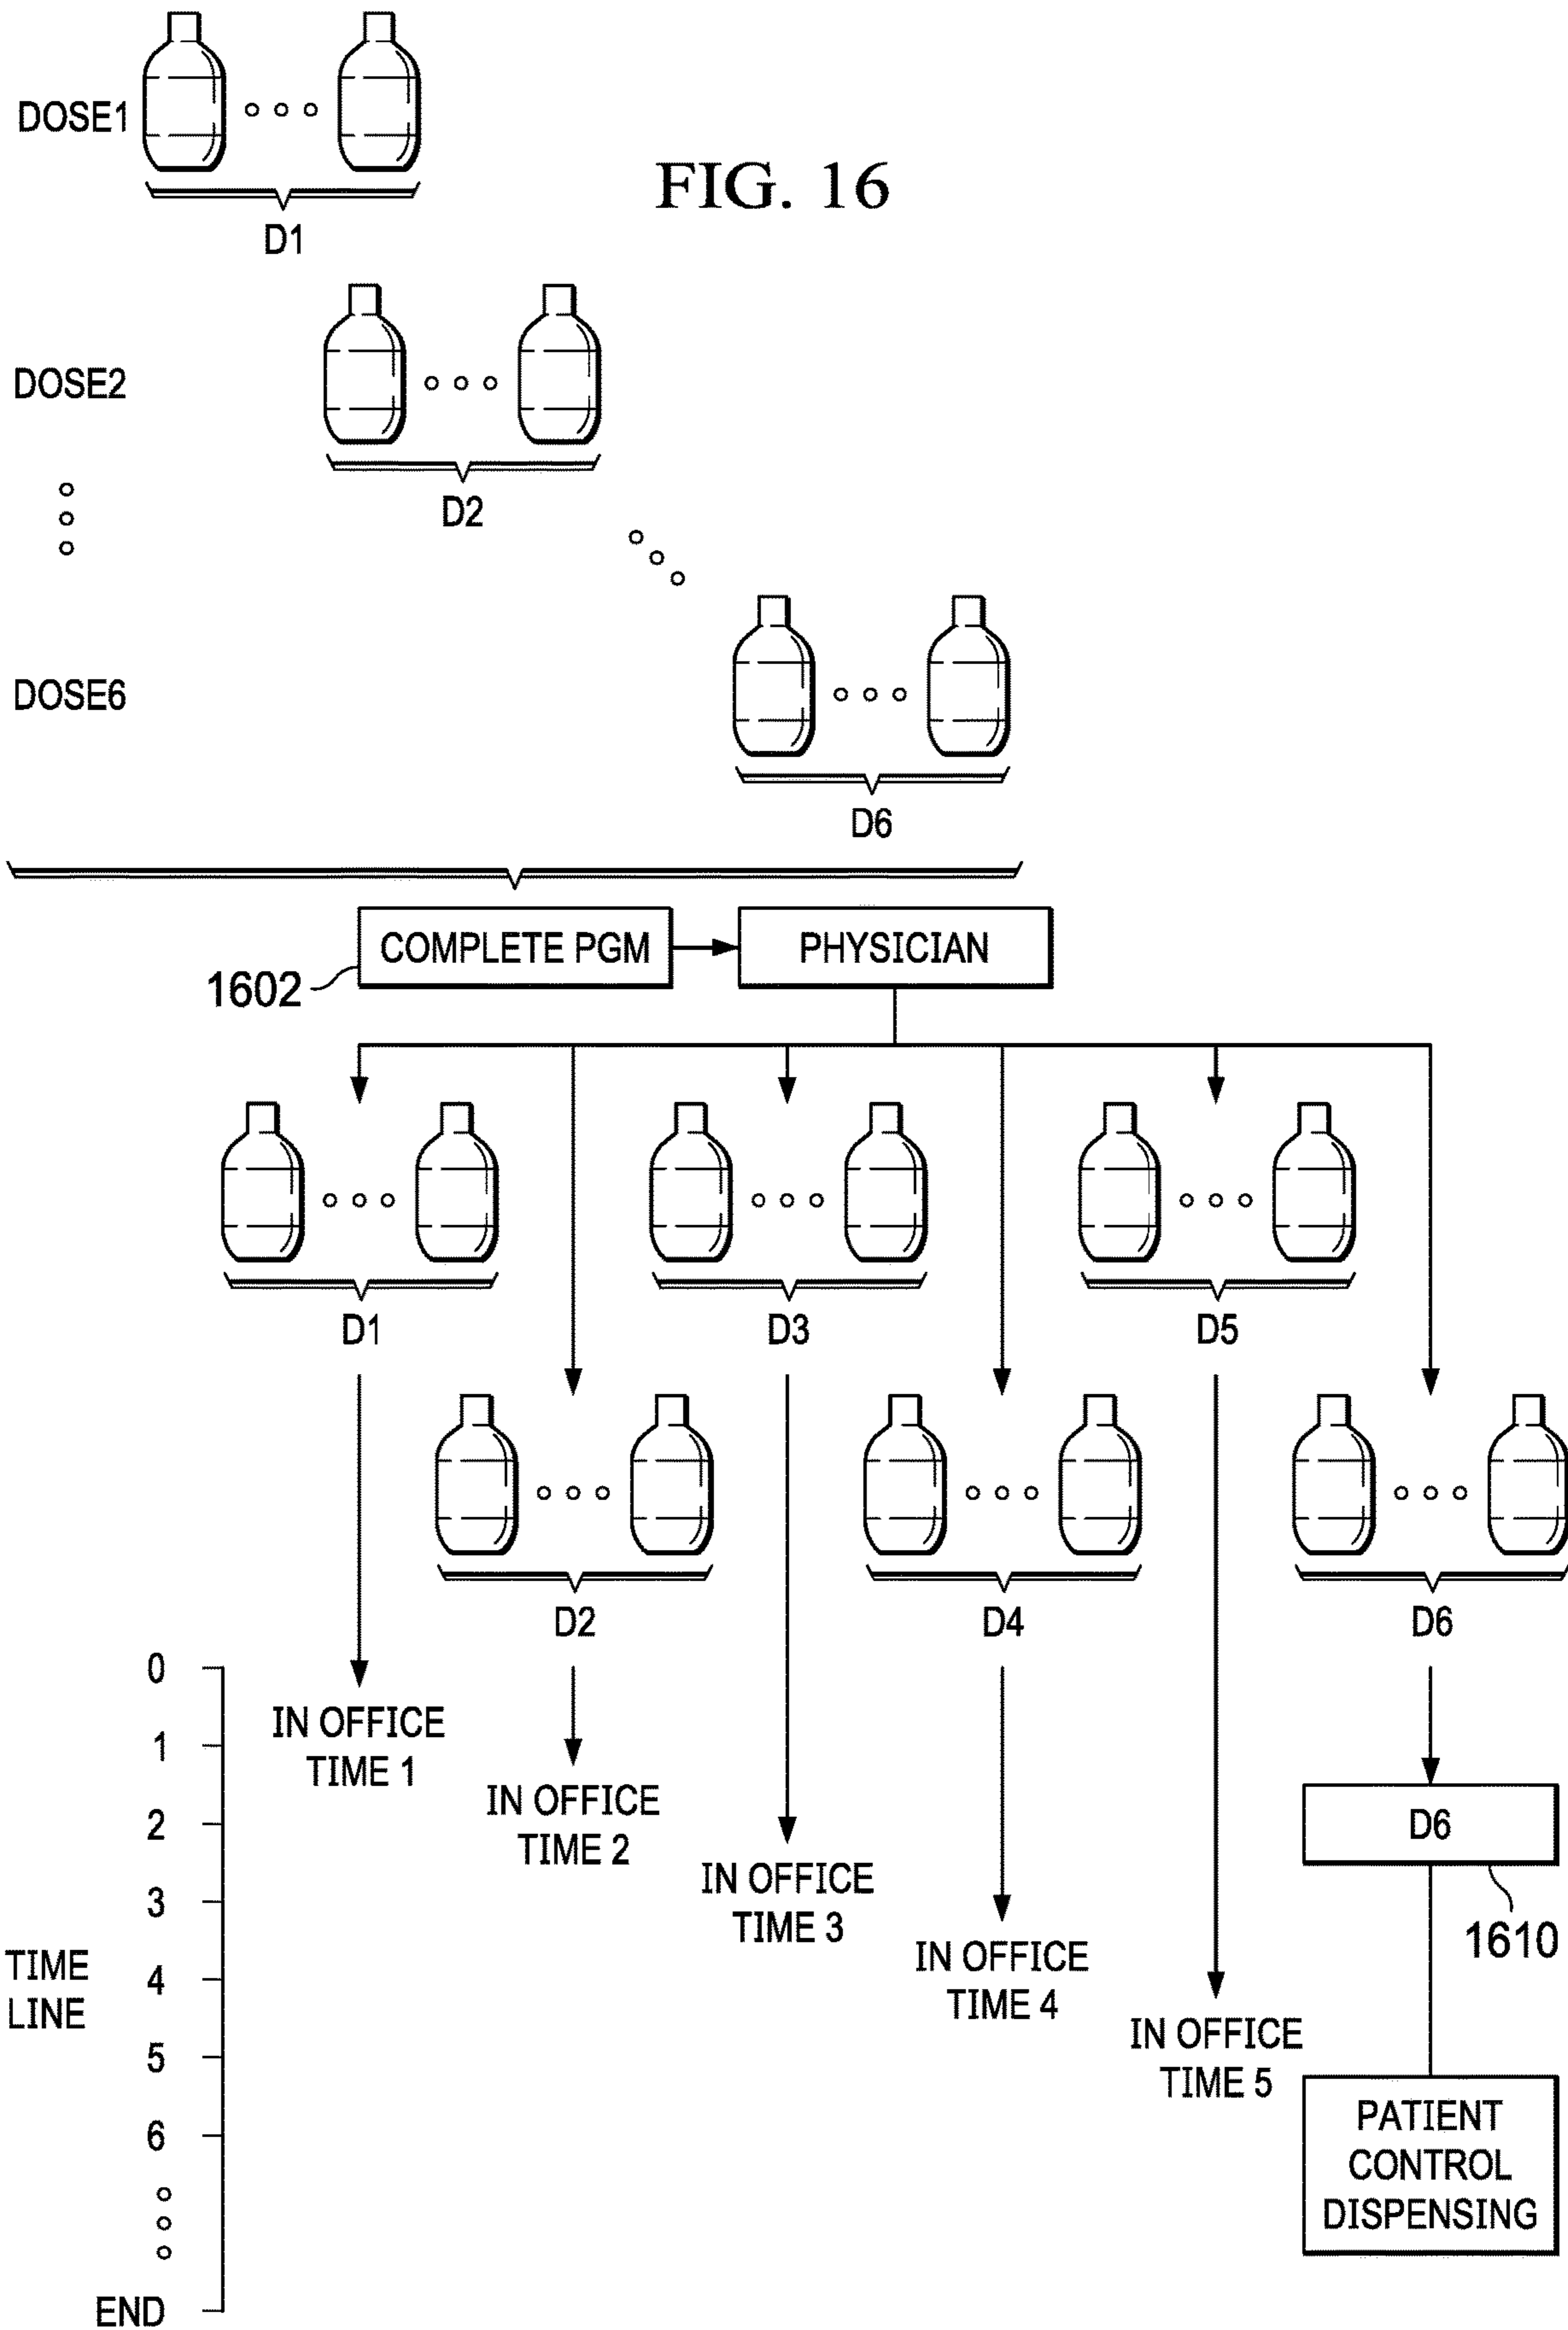 DOSE1
FIG. 16
D1
DOSE2
D2
DOSE6
D6
COMPLETE PGM
PHYSICIAN
1602
D1
D3
D5
D2
D4
D6
0
IN OFFICE
TIME 1
1
IN OFFICE
TIME 2
2
D6
IN OFFICE
TIME 3
3
1610
TIME
LINE
4
IN OFFICE
TIME 4
5
IN OFFICE
TIME 5
6
PATIENT
CONTROL
DISPENSING
END